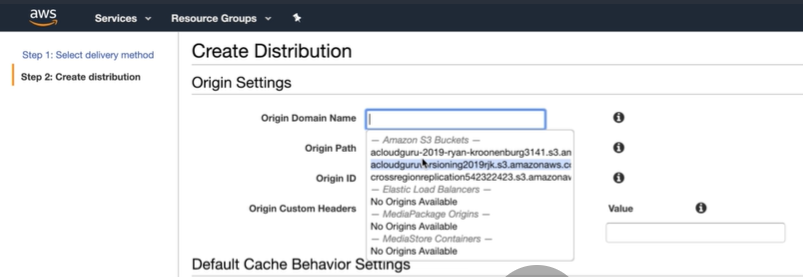 aws
Services
Resource Groups
Step 1: Select delivery method
Step 2: Create distribution
Create Distribution
Origin Settings
Origin Domain Name
— Amazon S3 Buckets —
acloudguru-2019-ryan-kroonenburg3141.s3.an
acloudguruversioning2019rjk.s3.amazonaws.co
crossregionreplication542322423.s3.amazonaw
— Elastic Load Balancers —
No Origins Available
— MediaPackage Origins —
No Origins Available
— MediaStore Containers —
No Origins Available
Origin Path
Origin ID
Origin Custom Headers
Value
Default Cache Behavior Settings